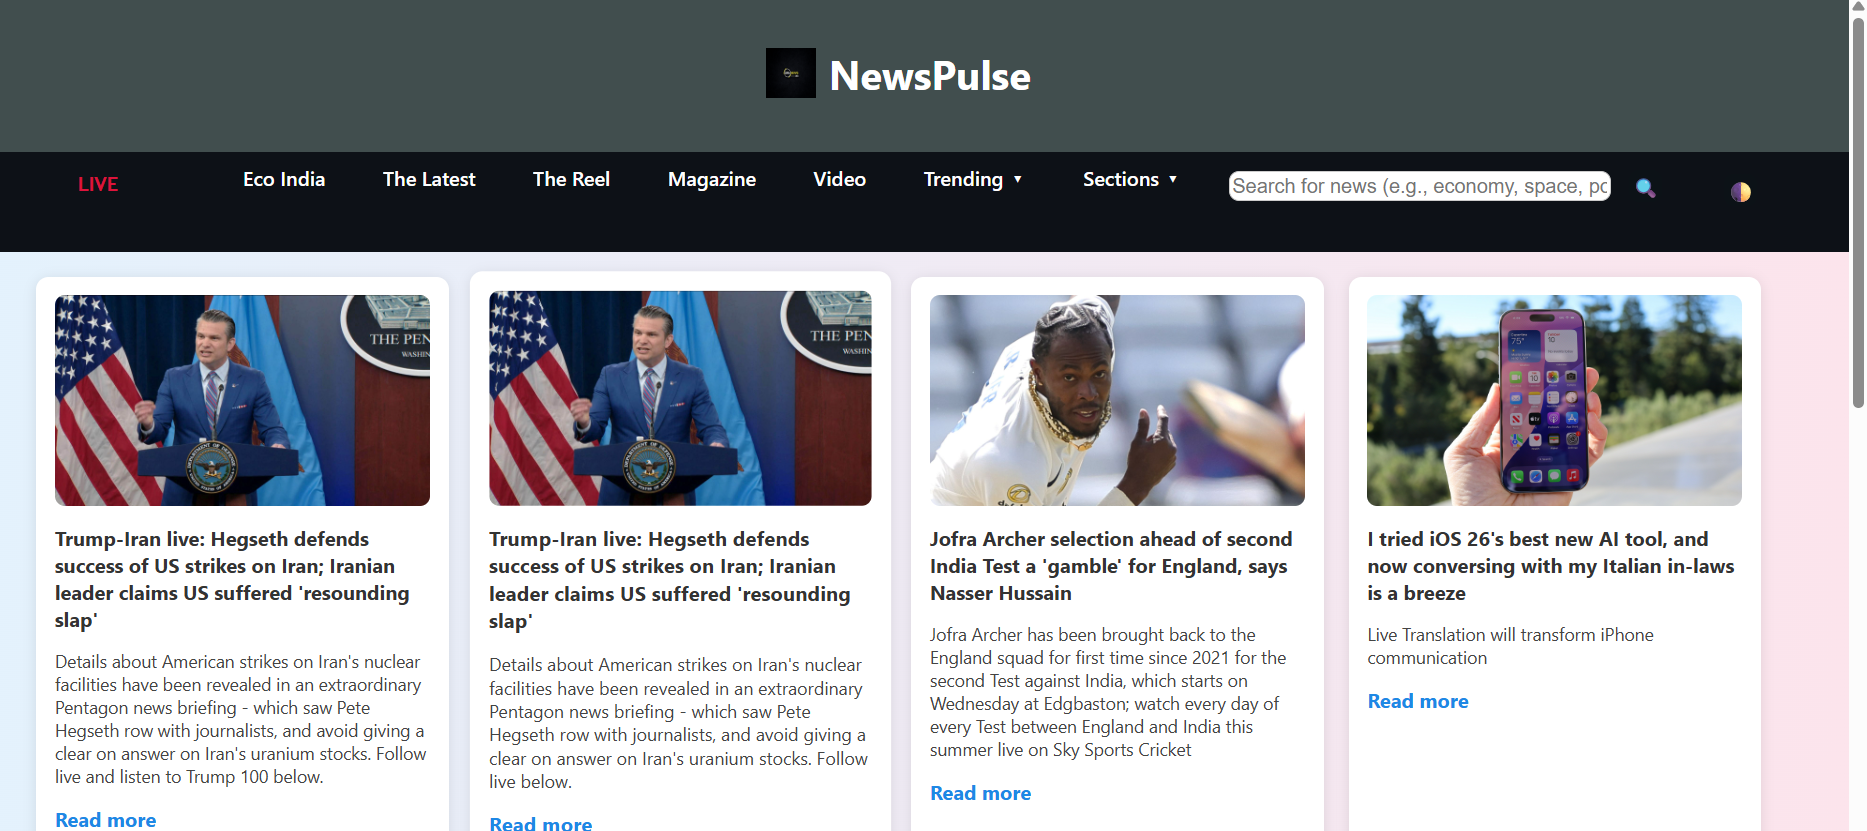 NewsPulse
LIVE
Eco India
The Latest
The Reel
Magazine
Video
Trending ▼
Sections ▼
Search for news (e.g., economy, space, po
THE PEN
WASHIN
THE PEN
WASHIN
Trump-Iran live: Hegseth defends
success of US strikes on Iran; Iranian
leader claims US suffered 'resounding
slap'
Details about American strikes on Iran's nuclear
facilities have been revealed in an extraordinary
Pentagon news briefing - which saw Pete
Hegseth row with journalists, and avoid giving a
clear on answer on Iran's uranium stocks. Follow
live and listen to Trump 100 below.
Read more
Trump-Iran live: Hegseth defends
success of US strikes on Iran; Iranian
leader claims US suffered 'resounding
slap'
Details about American strikes on Iran's nuclear
facilities have been revealed in an extraordinary
Pentagon news briefing - which saw Pete
Hegseth row with journalists, and avoid giving a
clear on answer on Iran's uranium stocks. Follow
live below.
Read more
Jofra Archer selection ahead of second
India Test a 'gamble' for England, says
Nasser Hussain
Jofra Archer has been brought back to the
England squad for first time since 2021 for the
second Test against India, which starts on
Wednesday at Edgbaston; watch every day of
every Test between England and India this
summer live on Sky Sports Cricket
Read more
75°
10
I tried iOS 26's best new AI tool, and
now conversing with my Italian in-laws
is a breeze
Live Translation will transform iPhone
communication
Read more